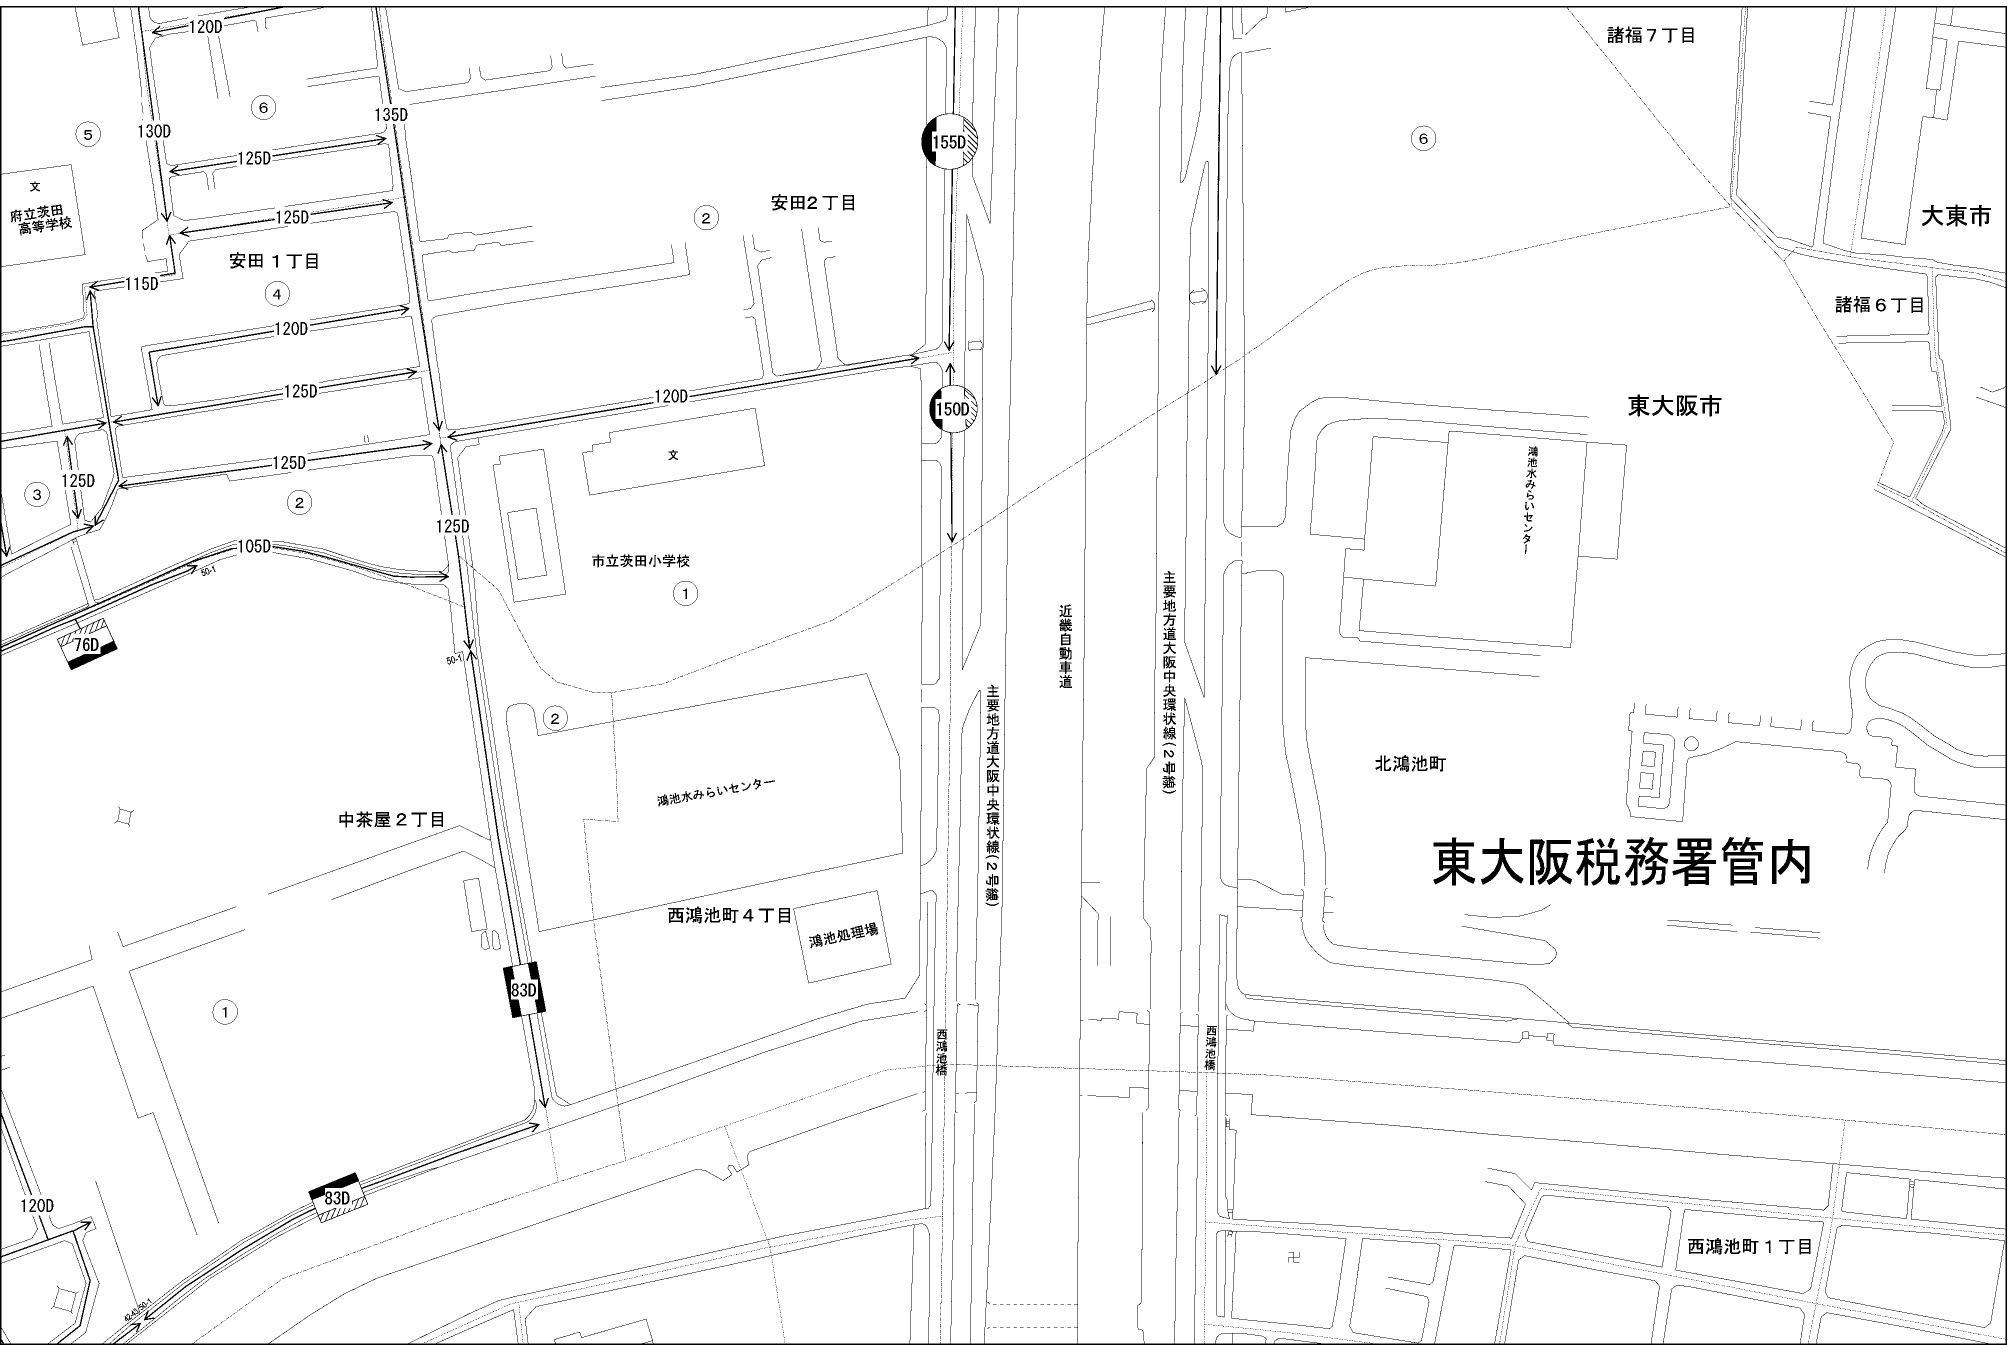 120D
諸福７丁目
⑥
135D
130D
⑤
155D
⑥
125D
文
府立茨田
高等学校
125D
②
安田２丁目
大東市
安田１丁目
115D
④
諸福６丁目
120D
125D
120D
150D
東大阪市
文
125D
125D
③
②
鴻池水みらいセンター
125D
105D
50-1
市立茨田小学校
①
76D
50-1
近畿自動車道
主要地方道大阪中央環状線(２号線)
主要地方道大阪中央環状線(２号線)
②
北鴻池町
鴻池水みらいセンター
中茶屋２丁目
東大阪税務署管内
西鴻池町４丁目
鴻池処理場
83D
①
西鴻池橋
西鴻池橋
83D
120D
西鴻池町１丁目
卍
42-43/50-1